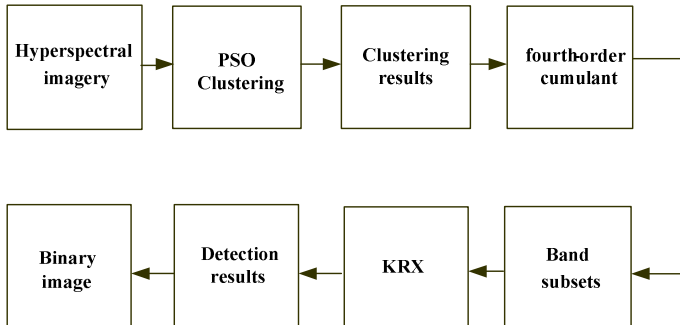 Hyperspectral
imagery
PSO
Clustering
Clustering
results
fourth-order
cumulant
Binary
image
Detection
results
KRX
Band
subsets